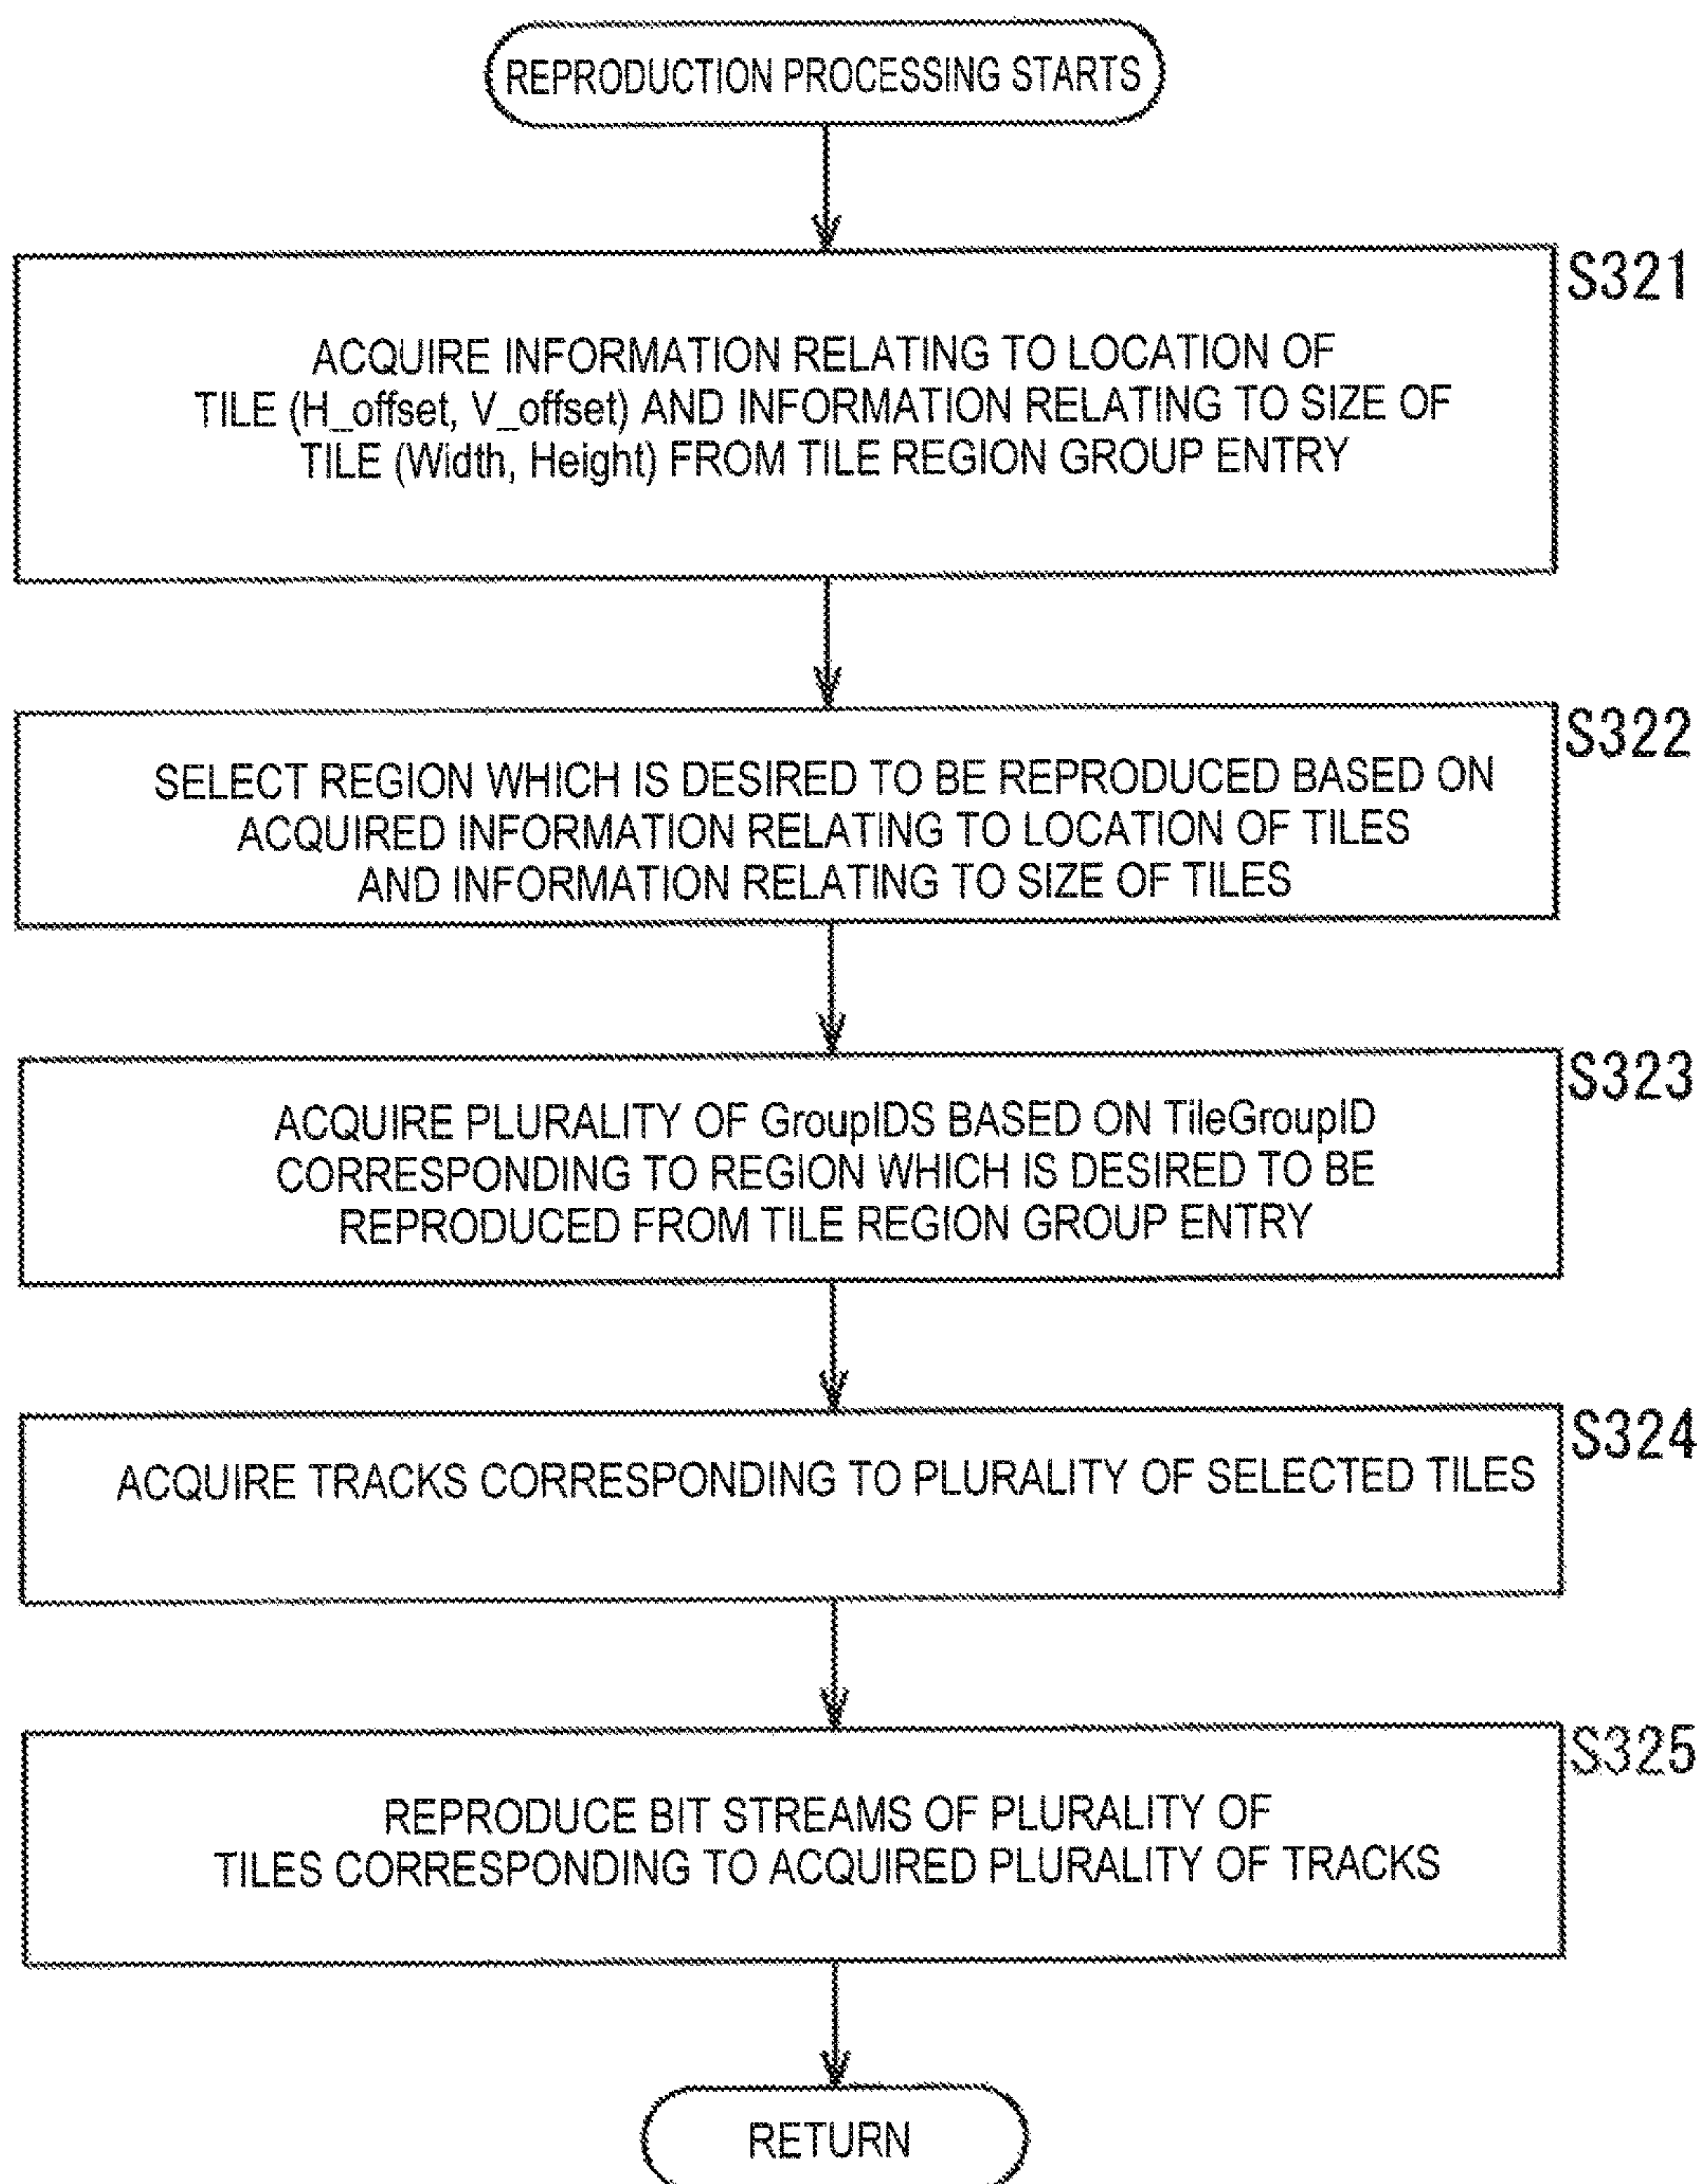 REPRODUCTION PROCESSING STARTS
S321
ACQUIRE INFORMATION RELATING TO LOCATION OF
TILE (H_offset, V_offset) AND INFORMATION RELATING TO SIZE OF
TILE (Width, Height) FROM TILE REGION GROUP ENTRY
S322
SELECT REGION WHICH IS DESIRED TO BE REPRODUCED BASED ON
ACQUIRED INFORMATION RELATING TO LOCATION OF TILES
AND INFORMATION RELATING TO SIZE OF TILES
S323
ACQUIRE PLURALITY OF GroupIDS BASED ON TileGroupID
CORRESPONDING TO REGION WHICH IS DESIRED TO BE
REPRODUCED FROM TILE REGION GROUP ENTRY
S324
ACQUIRE TRACKS CORRESPONDING TO PLURALITY OF SELECTED TILES
S325
REPRODUCE BIT STREAMS OF PLURALITY OF
TILES CORRESPONDING TO ACQUIRED PLURALITY OF TRACKS
RETURN